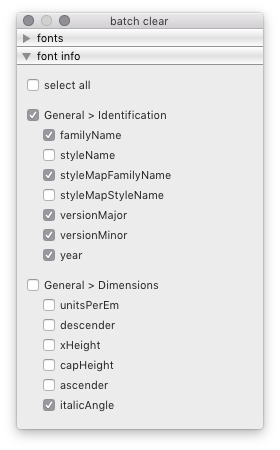 batch clear
fonts
font info
select all
General > Identification
familyName
styleName
styleMapFamilyName
styleMapStyleName
versionMajor
versionMinor
year
General > Dimensions
unitsPerEm
descender
xHeight
capHeight
ascender
italicAngle